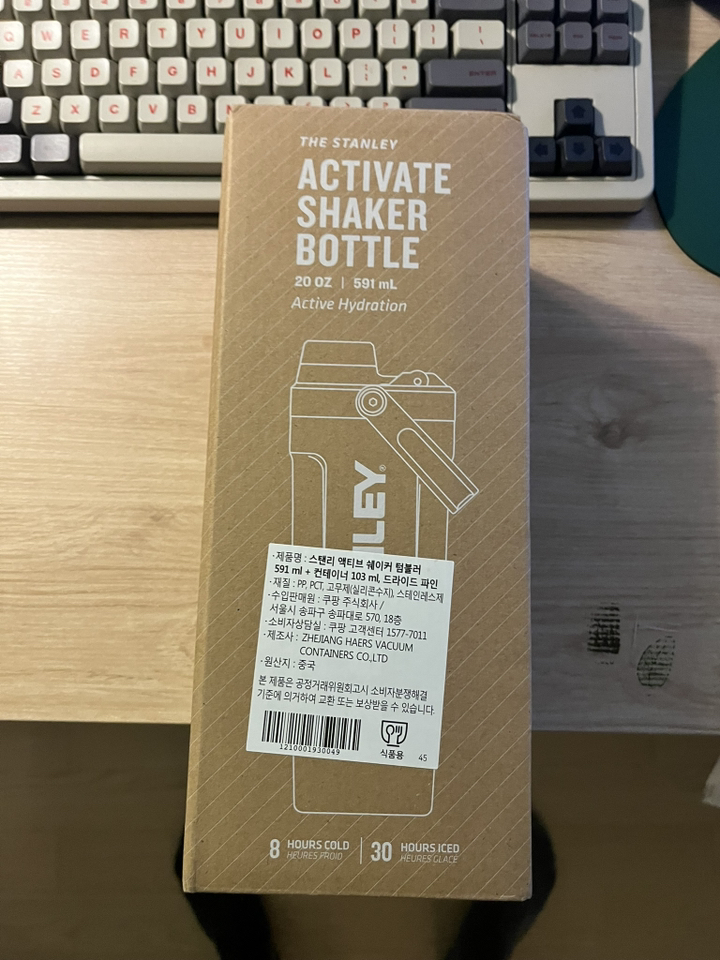 Q W E R T Y U I O P
A S D F G H J K L ENTER
Z X C V B N
THE STANLEY
ACTIVATE
SHAKER
BOTTLE
20 OZ | 591 mL
Active Hydration
LEY®
·제품명 : 스탠리 액티브 쉐이커 텀블러
591 ml + 컨테이너 103 ml, 드라이드 파인
·재질 : PP, PCT, 고무제(실리콘수지), 스테인레스제
·수입판매원 : 쿠팡 주식회사 /
서울시 송파구 송파대로 570, 18층
·소비자상담실 : 쿠팡 고객센터 1577-7011
·제조사 : ZHEJIANG HAERS VACUUM
CONTAINERS CO.,LTD
·원산지 : 중국
본 제품은 공정거래위원회고시 소비자분쟁해결
기준에 의거하여 교환 또는 보상받을 수 있습니다.
1210001930049
식품용
45
8 HOURS COLD | 30 HOURS ICED
HEURES FROID HEURES GLACÉ